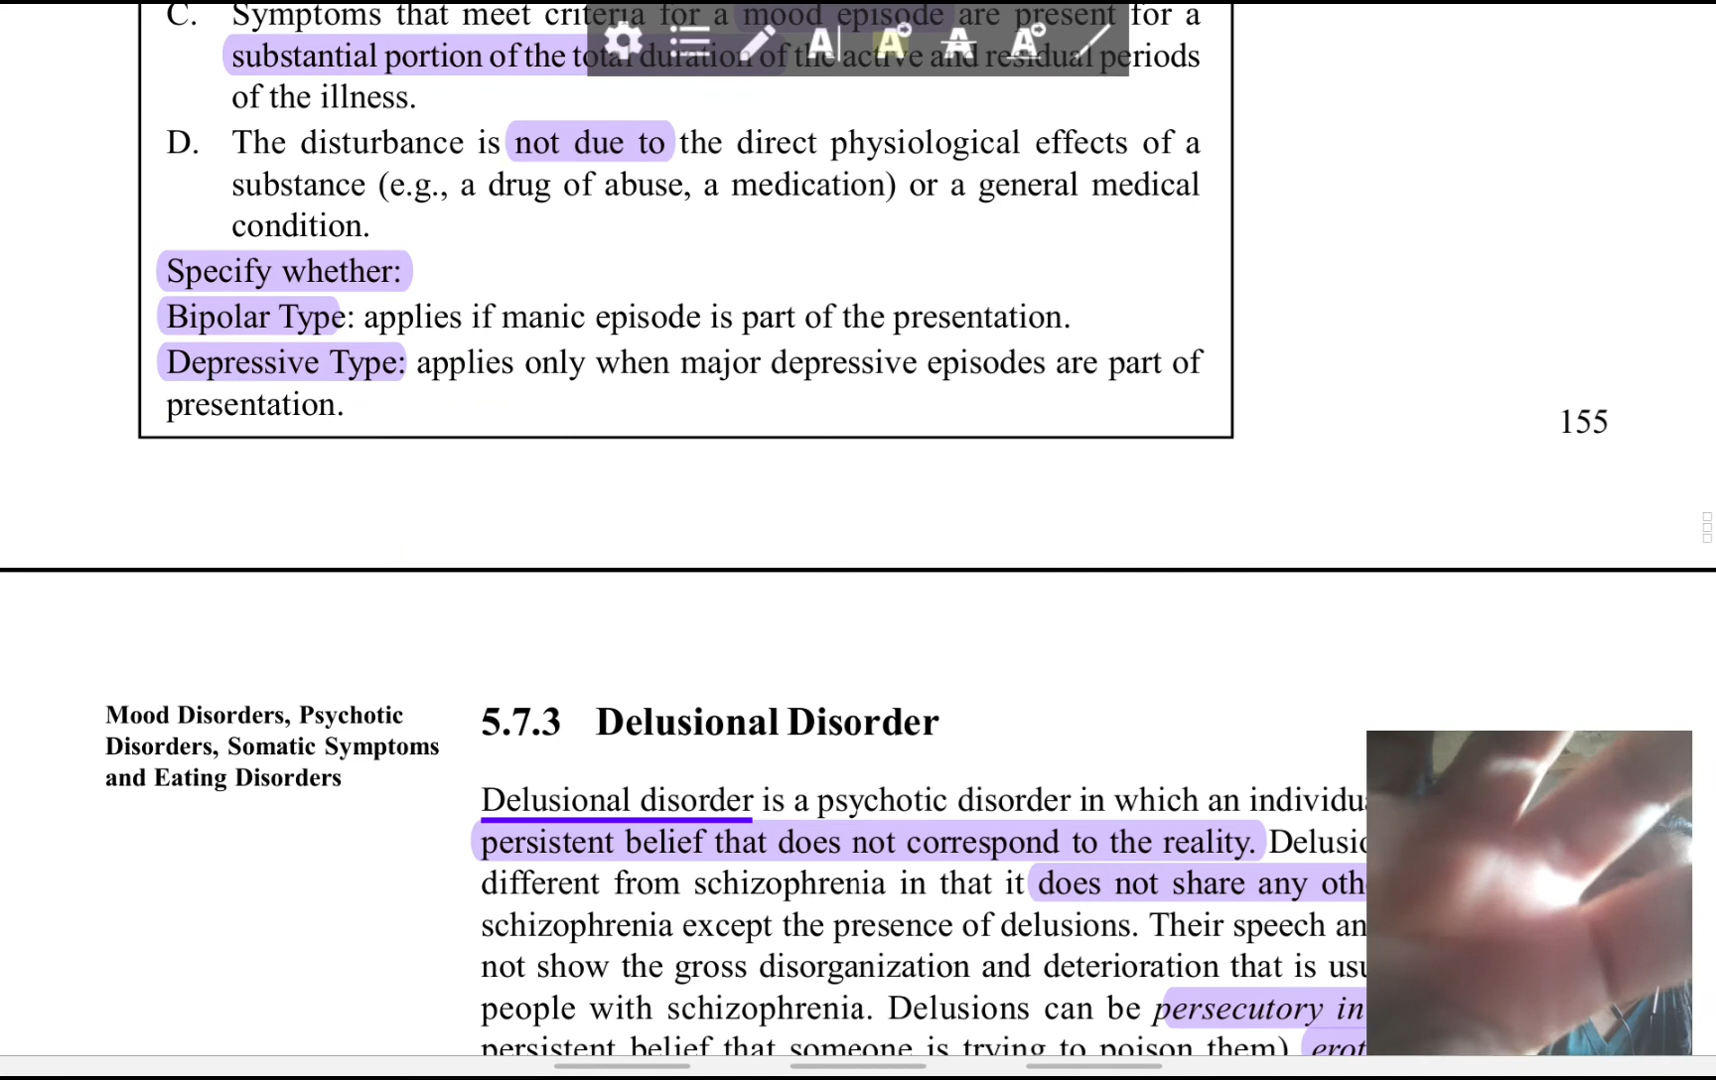 C. Symptoms that meet criteria for a mood episode are present for a
substantial portion of the total duration of the active and residual periods
of the illness.
D. The disturbance is not due to the direct physiological effects of a
substance (e.g., a drug of abuse, a medication) or a general medical
condition.
Specify whether:
Bipolar Type: applies if manic episode is part of the presentation.
Depressive Type: applies only when major depressive episodes are part of
presentation.
155
Mood Disorders, Psychotic
Disorders, Somatic Symptoms
and Eating Disorders
5.7.3 Delusional Disorder
Delusional disorder is a psychotic disorder in which an individu
persistent belief that does not correspond to the reality. Delusio
different from schizophrenia in that it does not share any oth
schizophrenia except the presence of delusions. Their speech an
not show the gross disorganization and deterioration that is usu
people with schizophrenia. Delusions can be persecutory in
persistent belief that someone is trying to poison them) erot